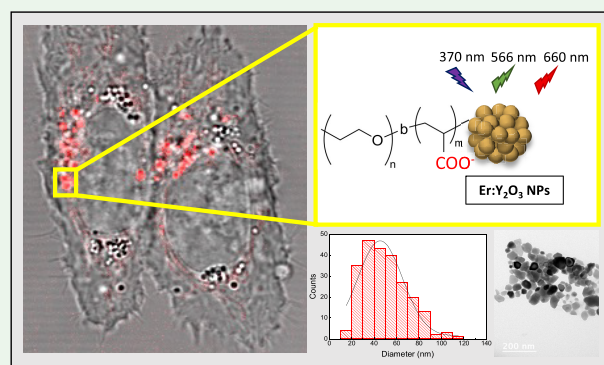 370 nm 566 nm 660 nm
O
n
b
m
COO⁻
Er:Y₂O₃ NPs
50
40
30
20
10
0
Counts
0 20 40 60 80 100 120 140
Diameter (nm)
200 nm